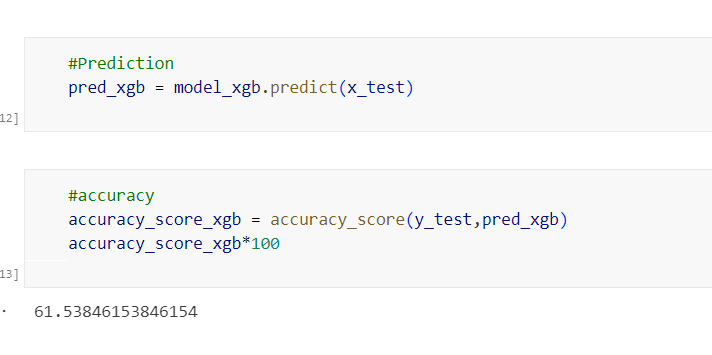 #Prediction
pred_xgb = model_xgb.predict(x_test)
12]
#accuracy
accuracy_score_xgb = accuracy_score(y_test,pred_xgb)
accuracy_score_xgb*100
13]
61.53846153846154